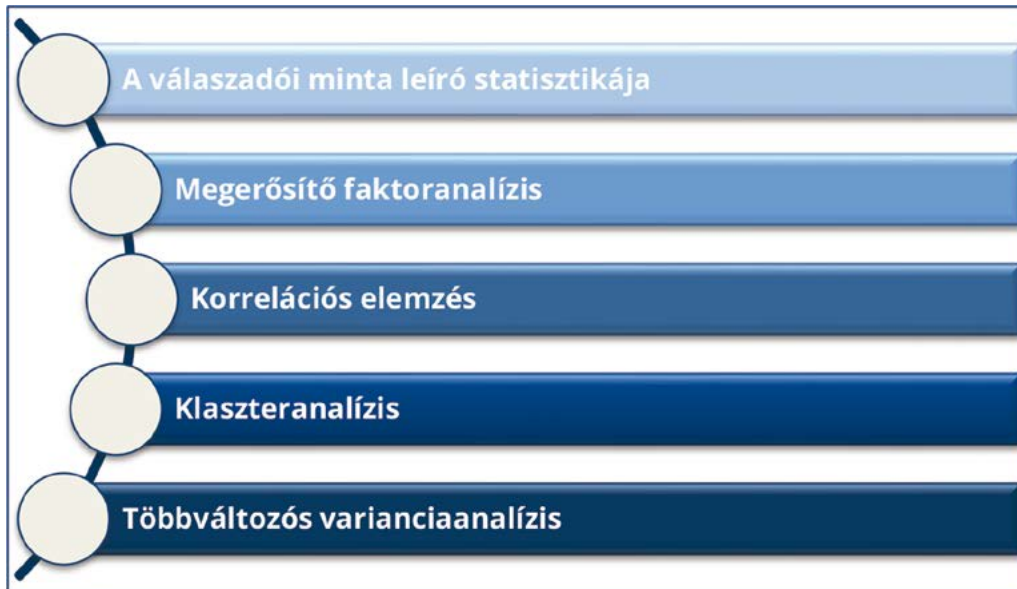 A válaszadói minta leíró statisztikája
Megerősítő faktoranalízis
Korrelációs elemzés
Klaszteranalízis
Többváltozós varianciaanalízis